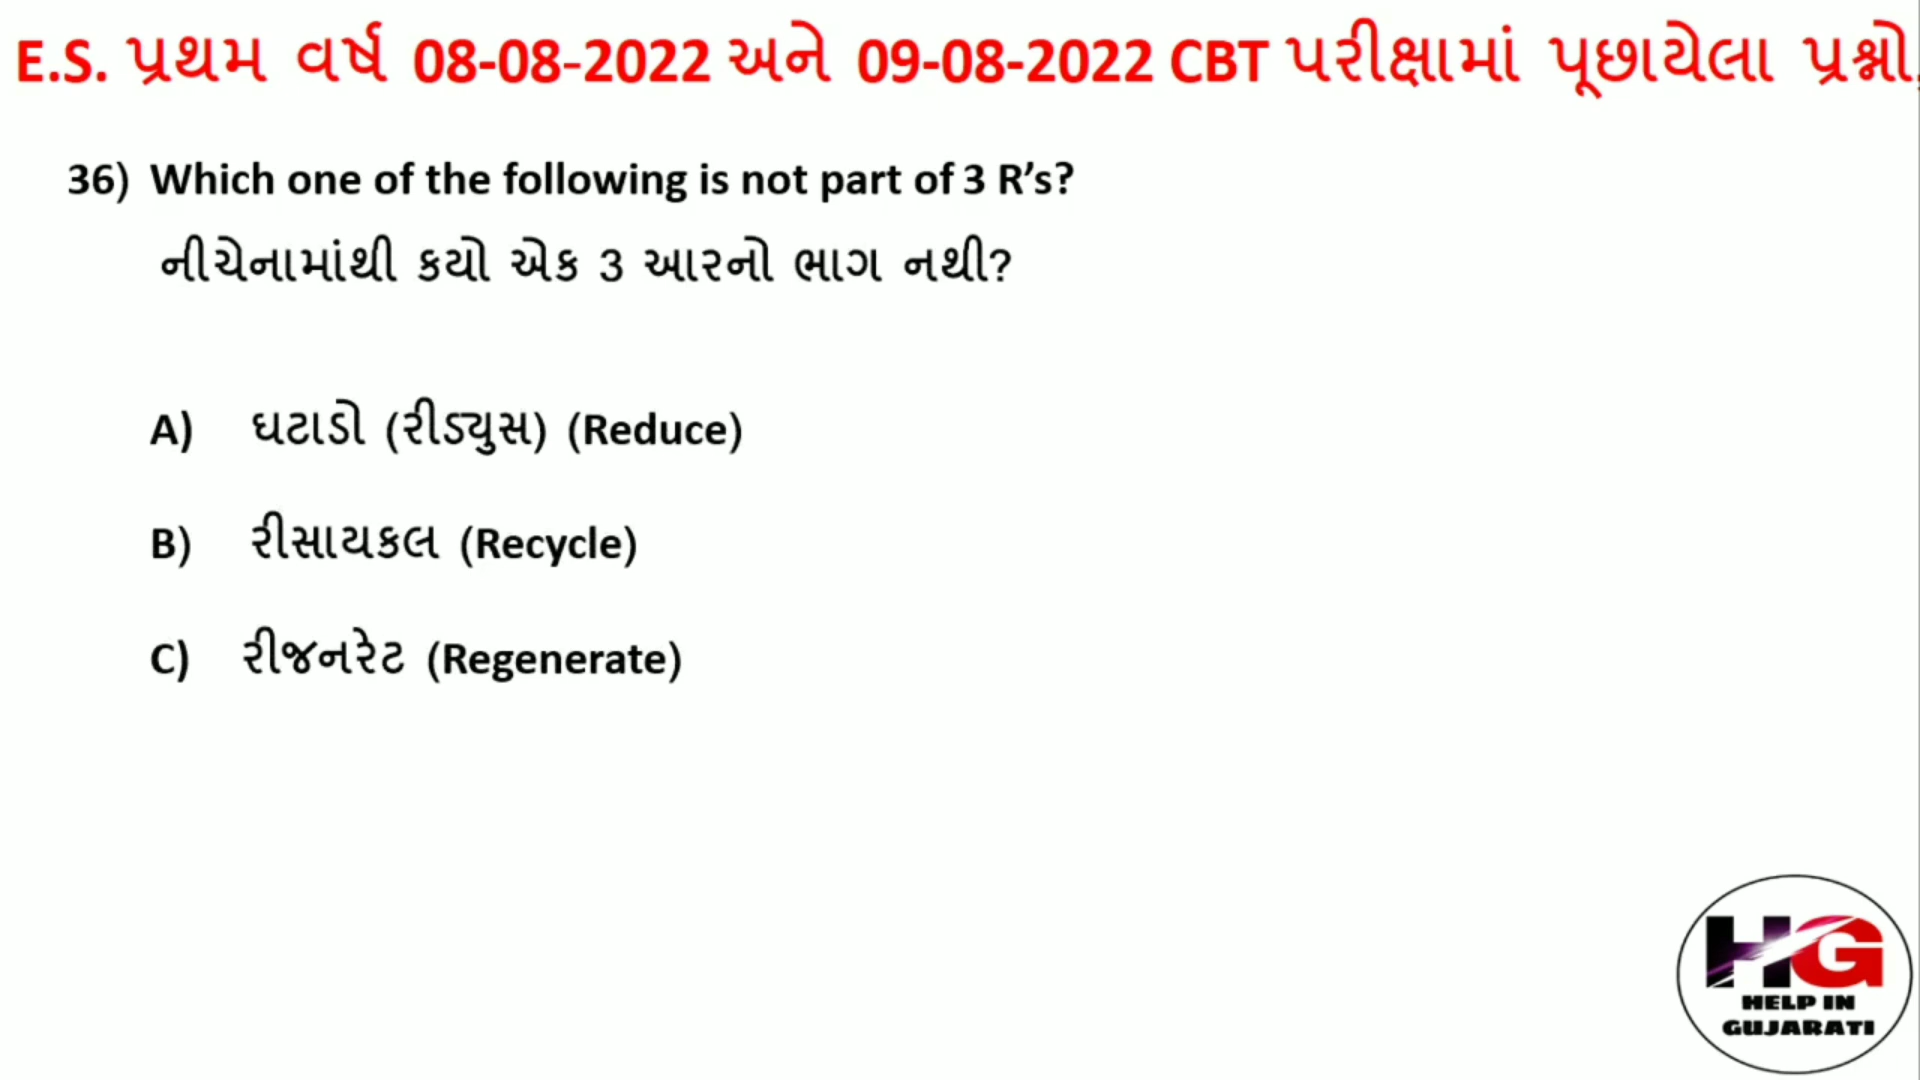 E.S. પ્રથમ વર્ષ 08-08-2022 અને 09-08-2022 CBT પરીક્ષામાં પૂછાયેલા પ્રશ્નો.
36) Which one of the following is not part of 3 R’s?
નીચેનામાંથી કયો એક 3 આરનો ભાગ નથી?
A) ઘટાડો (રીડ્યુસ) (Reduce)
B) રીસાયકલ (Recycle)
C) રીજનરેટ (Regenerate)
HG
HELP IN
GUJARATI